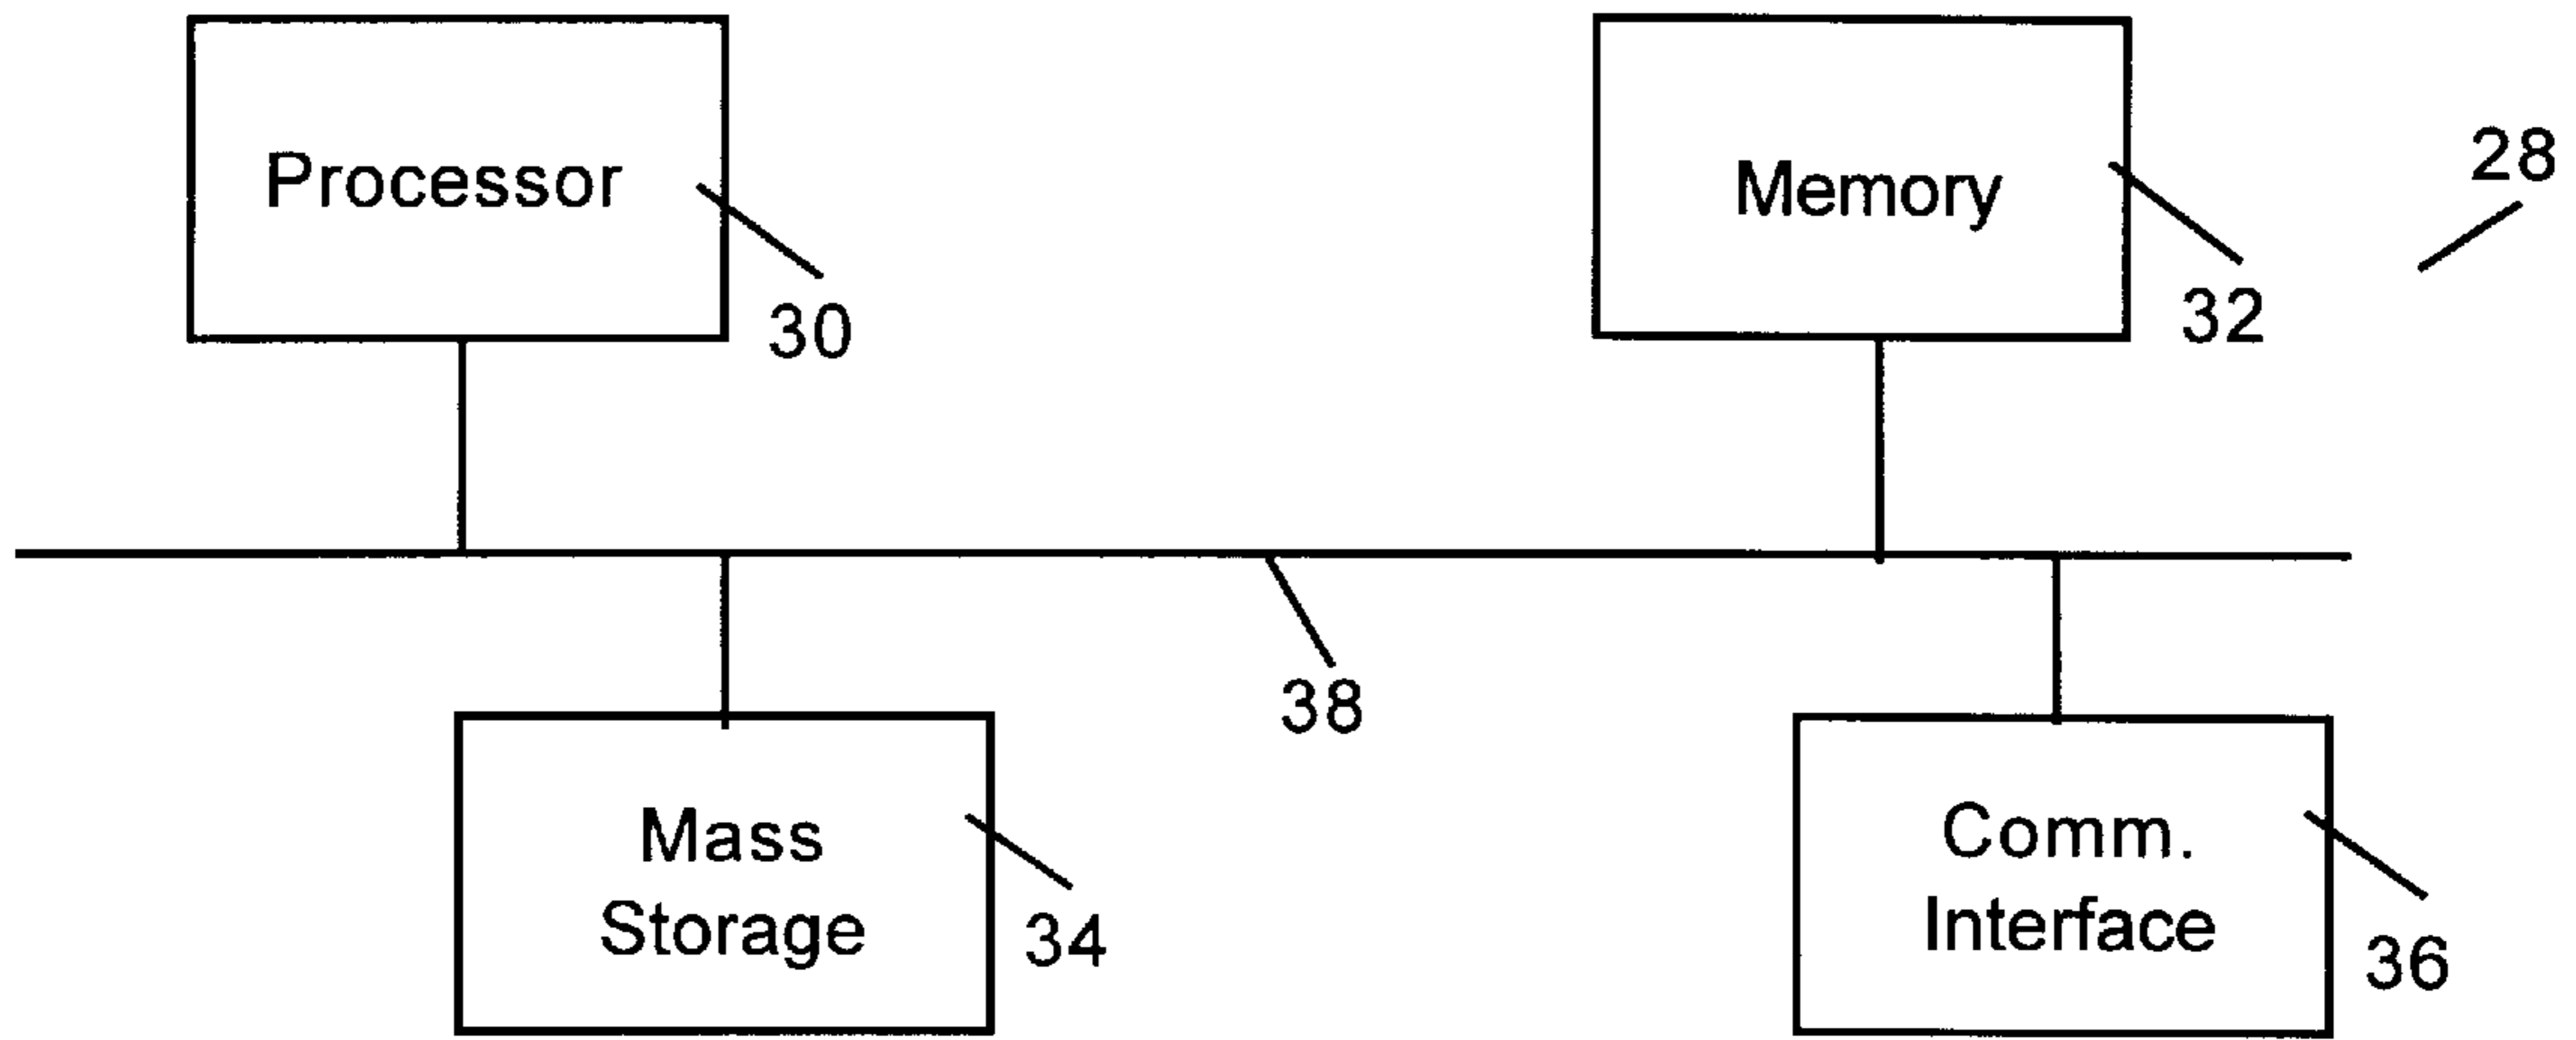 Processor
30
Memory
32
28
38
Mass
Storage
34
Comm.
Interface
36